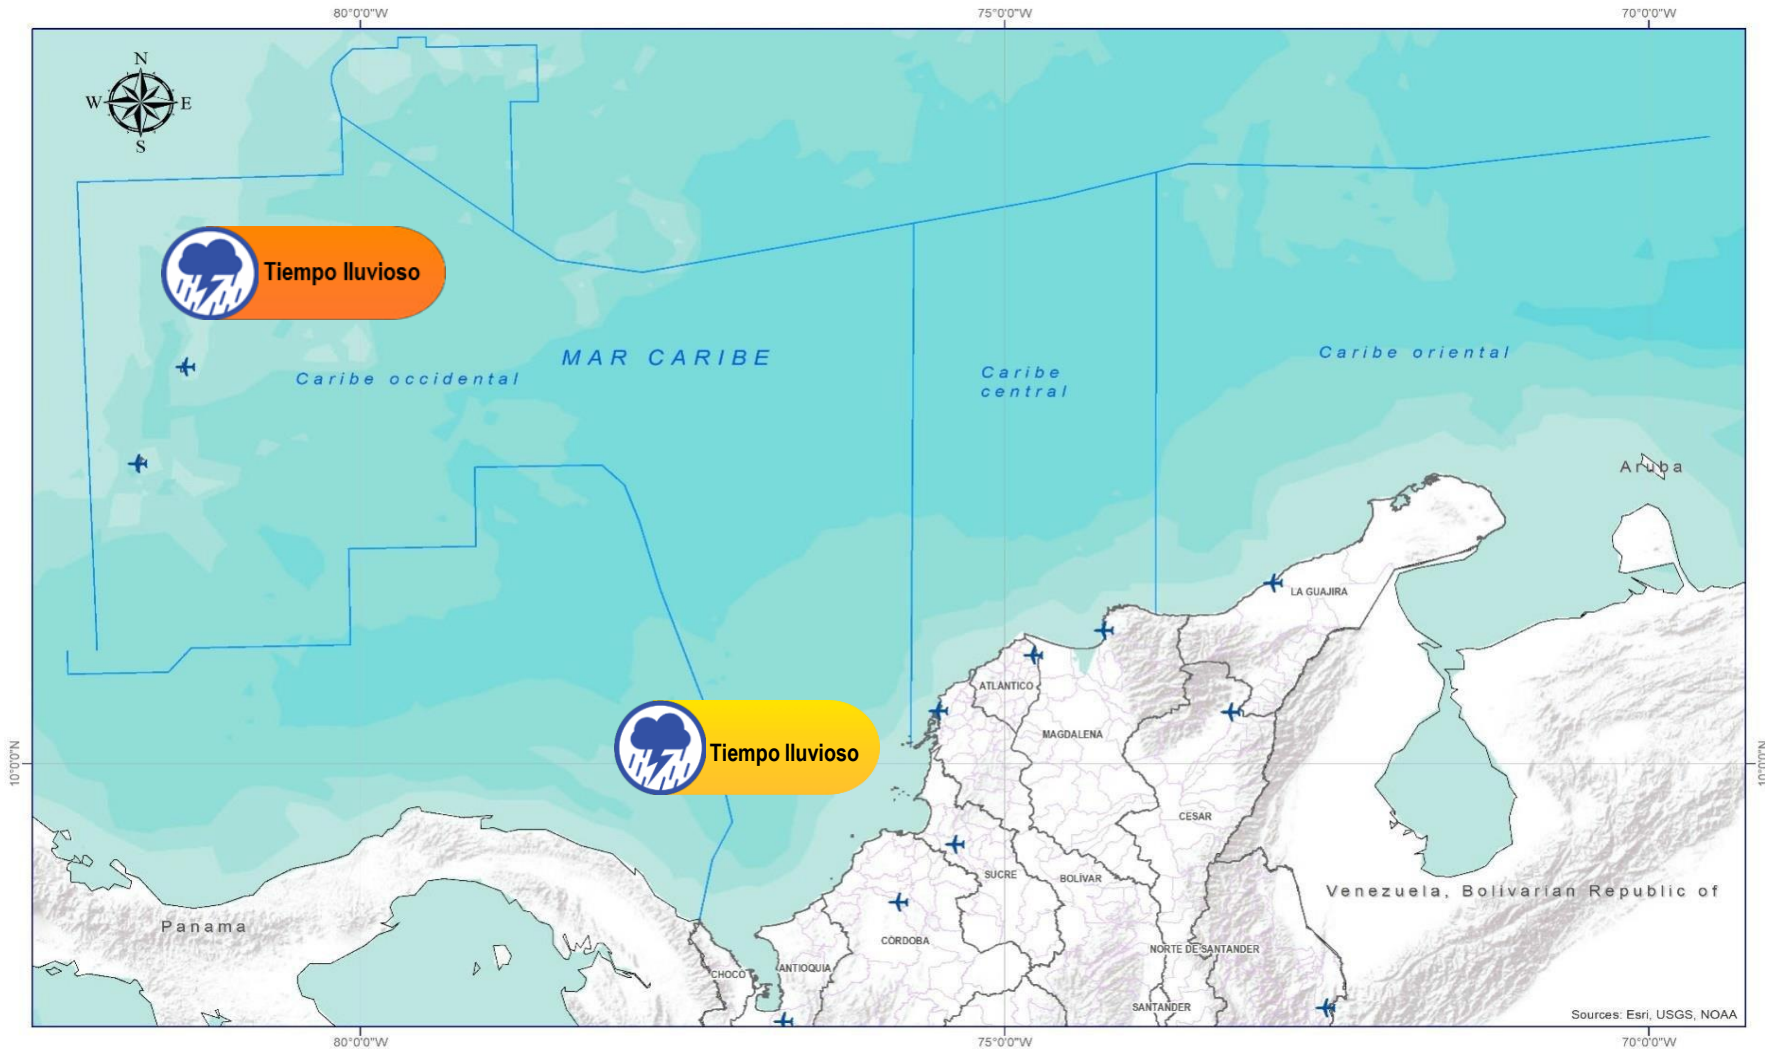 80°0'0"W
75°0'0"W
70°0'0"W
N
W
E
S
Tiempo lluvioso
MAR CARIBE
Caribe occidental
Caribe
central
Caribe oriental
Aruba
LA GUAJIRA
ATLANTICO
MAGDALENA
Tiempo lluvioso
10°0'0"N
10°0'0"N
CESAR
SUCRE
BOLÍVAR
Venezuela, Bolivarian Republic of
Panama
CÓRDOBA
NORTE DE SANTANDER
CHOCO
ANTIOQUIA
SANTANDER
Sources: Esri, USGS, NOAA
80°0'0"W
75°0'0"W
70°0'0"W